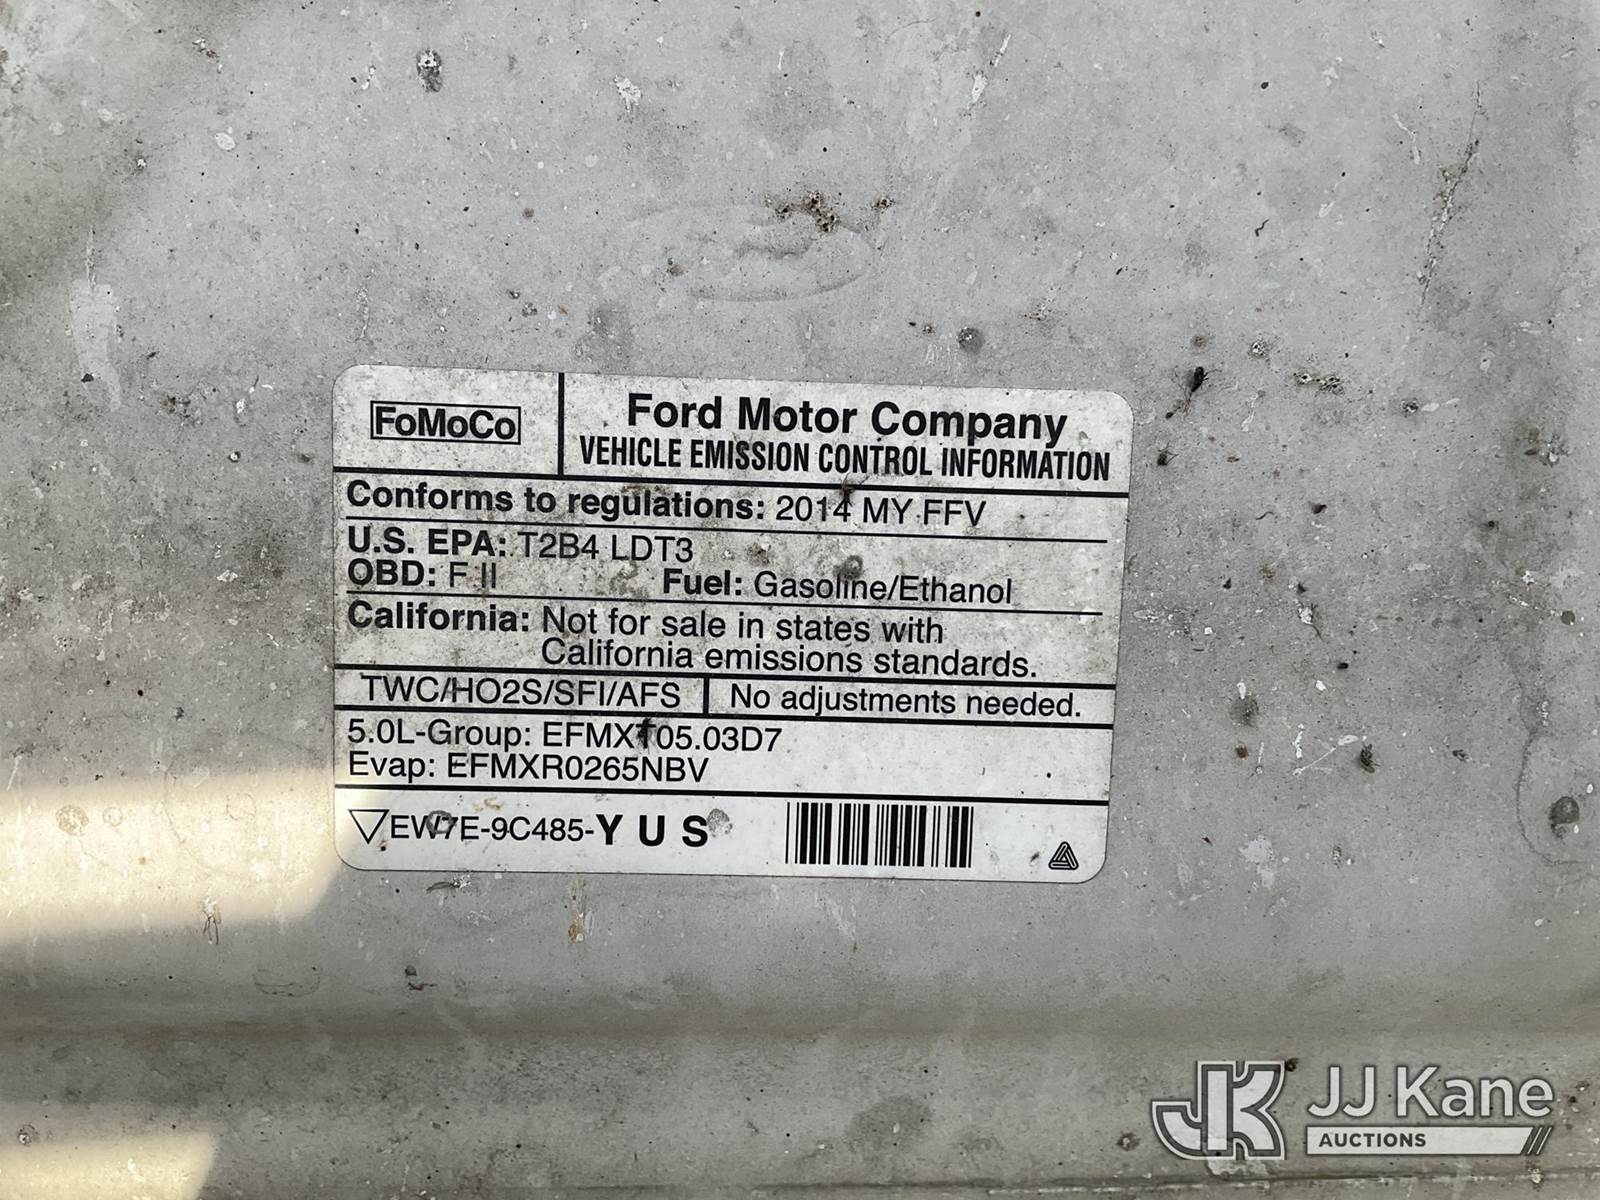 FoMoCo
Ford Motor Company
VEHICLE EMISSION CONTROL INFORMATION
Conforms to regulations: 2014 MY FFV
U.S. EPA: T2B4 LDT3
OBD: F II Fuel: Gasoline/Ethanol
California: Not for sale in states with
California emissions standards.
TWC/HO2S/SFI/AFS No adjustments needed.
5.0L-Group: EFMXT05.03D7
Evap: EFMXR0265NBV
EW7E-9C485-Y U S
JK JJ Kane
AUCTIONS